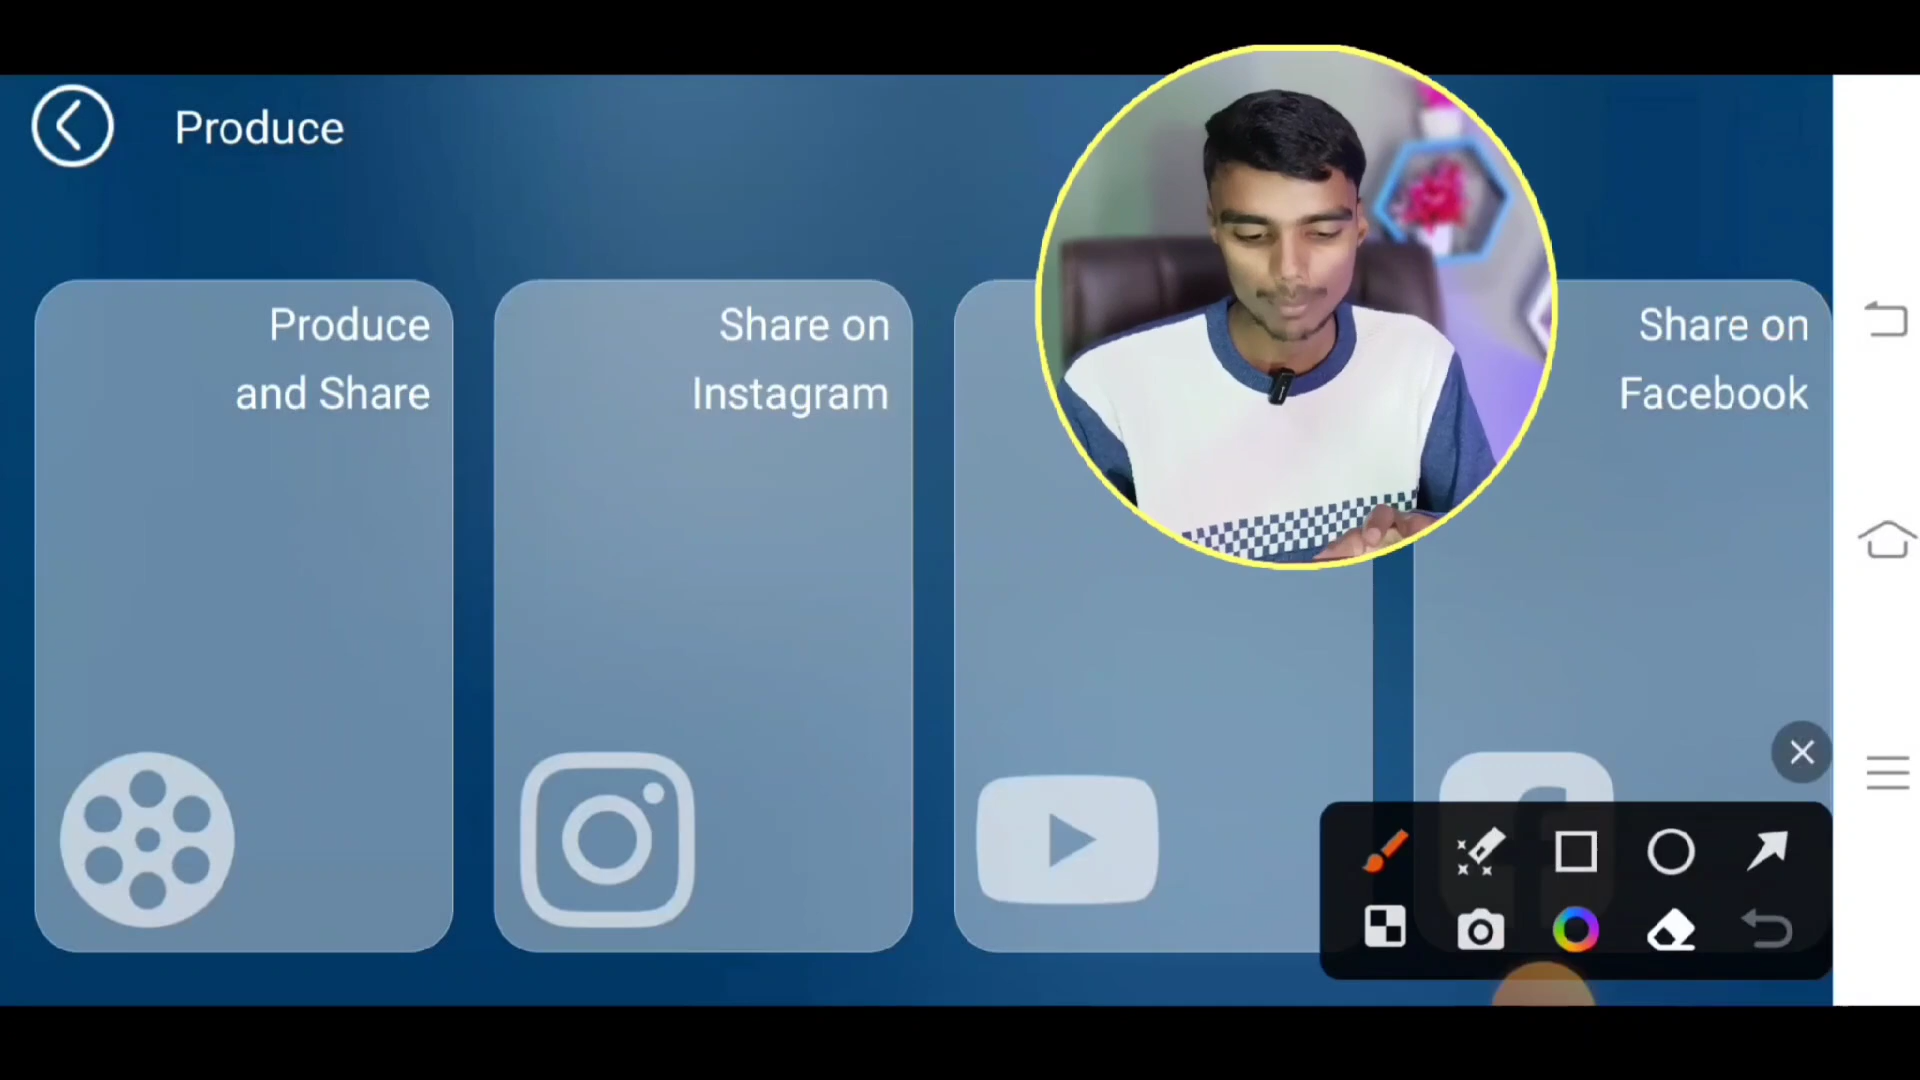 Produce
Produce
and Share
Share on
Instagram
Share on
Facebook